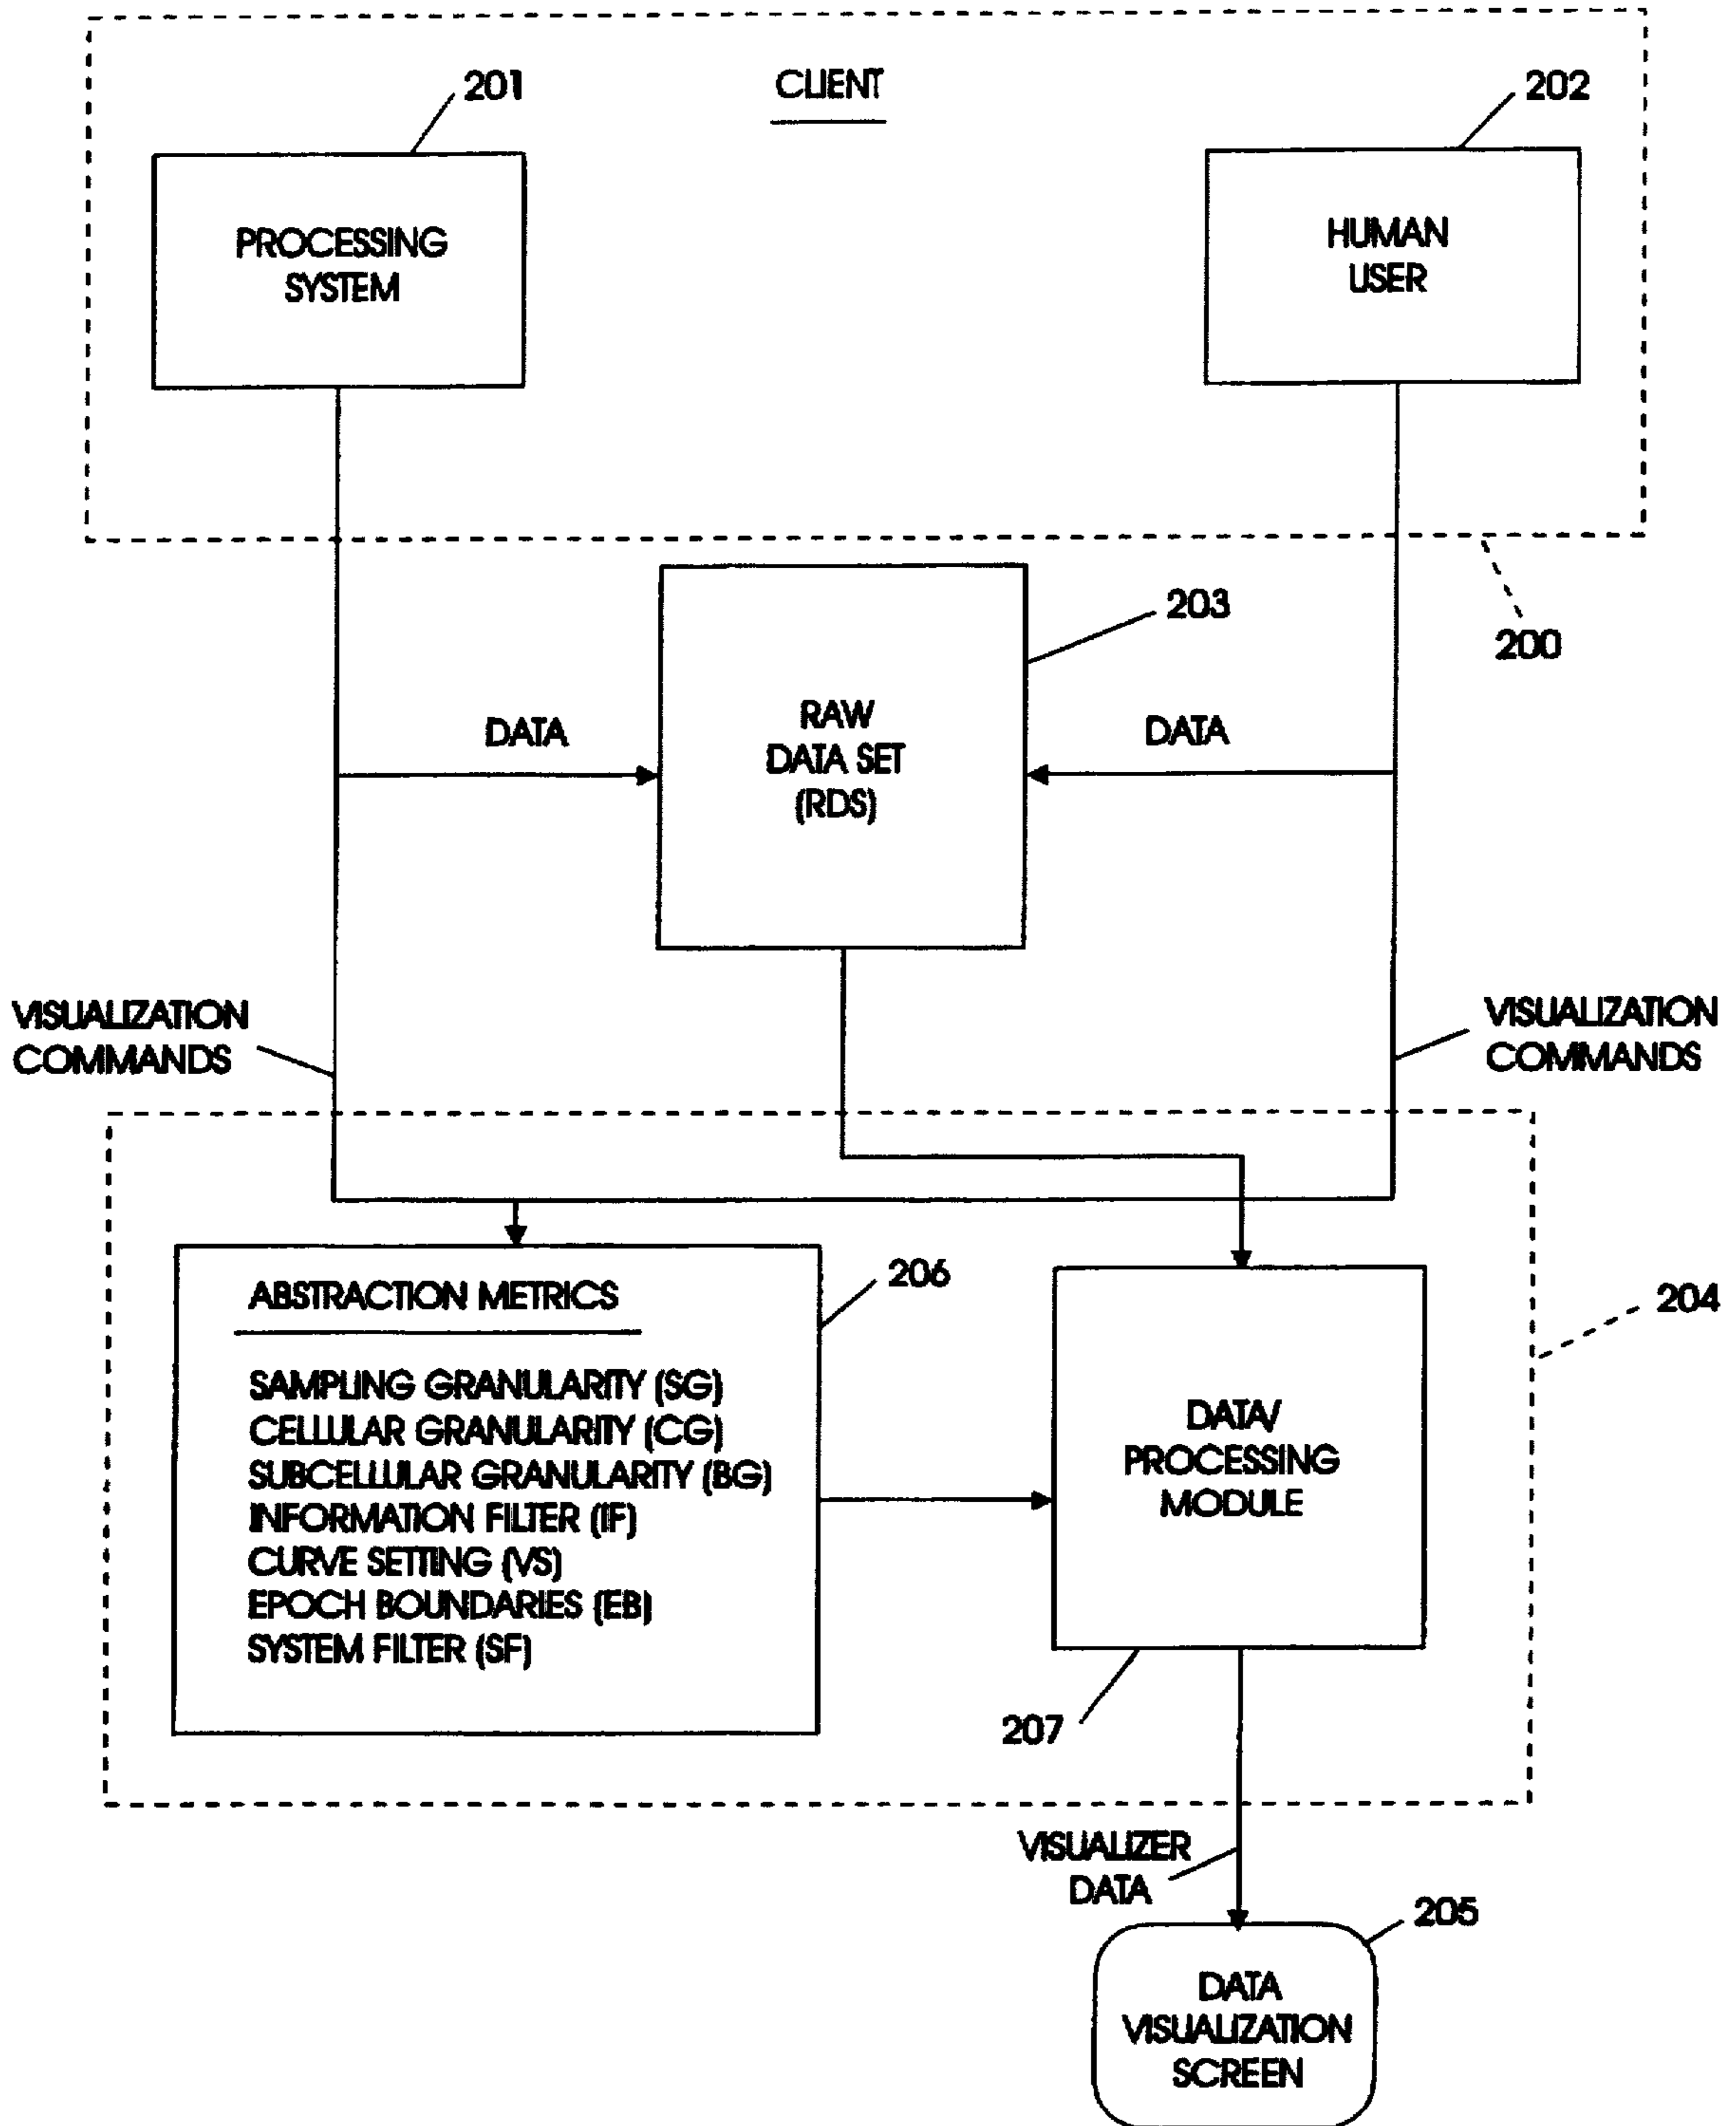 201
CLIENT
202
PROCESSING
SYSTEM
HUMAN
USER
203
200
DATA
RAW
DATA SET
(RDS)
DATA
VISUALIZATION
COMMANDS
VISUALIZATION
COMMANDS
206
204
ABSTRACTION METRICS
SAMPLING GRANULARITY (SG)
CELLULAR GRANULARITY (CG)
SUBCELLULAR GRANULARITY (BG)
INFORMATION FILTER (IF)
CURVE SETTING (VS)
EPOCH BOUNDARIES (EB)
SYSTEM FILTER (SF)
DATA/
PROCESSING
MODULE
207
VISUALIZER
DATA
205
DATA
VISUALIZATION
SCREEN